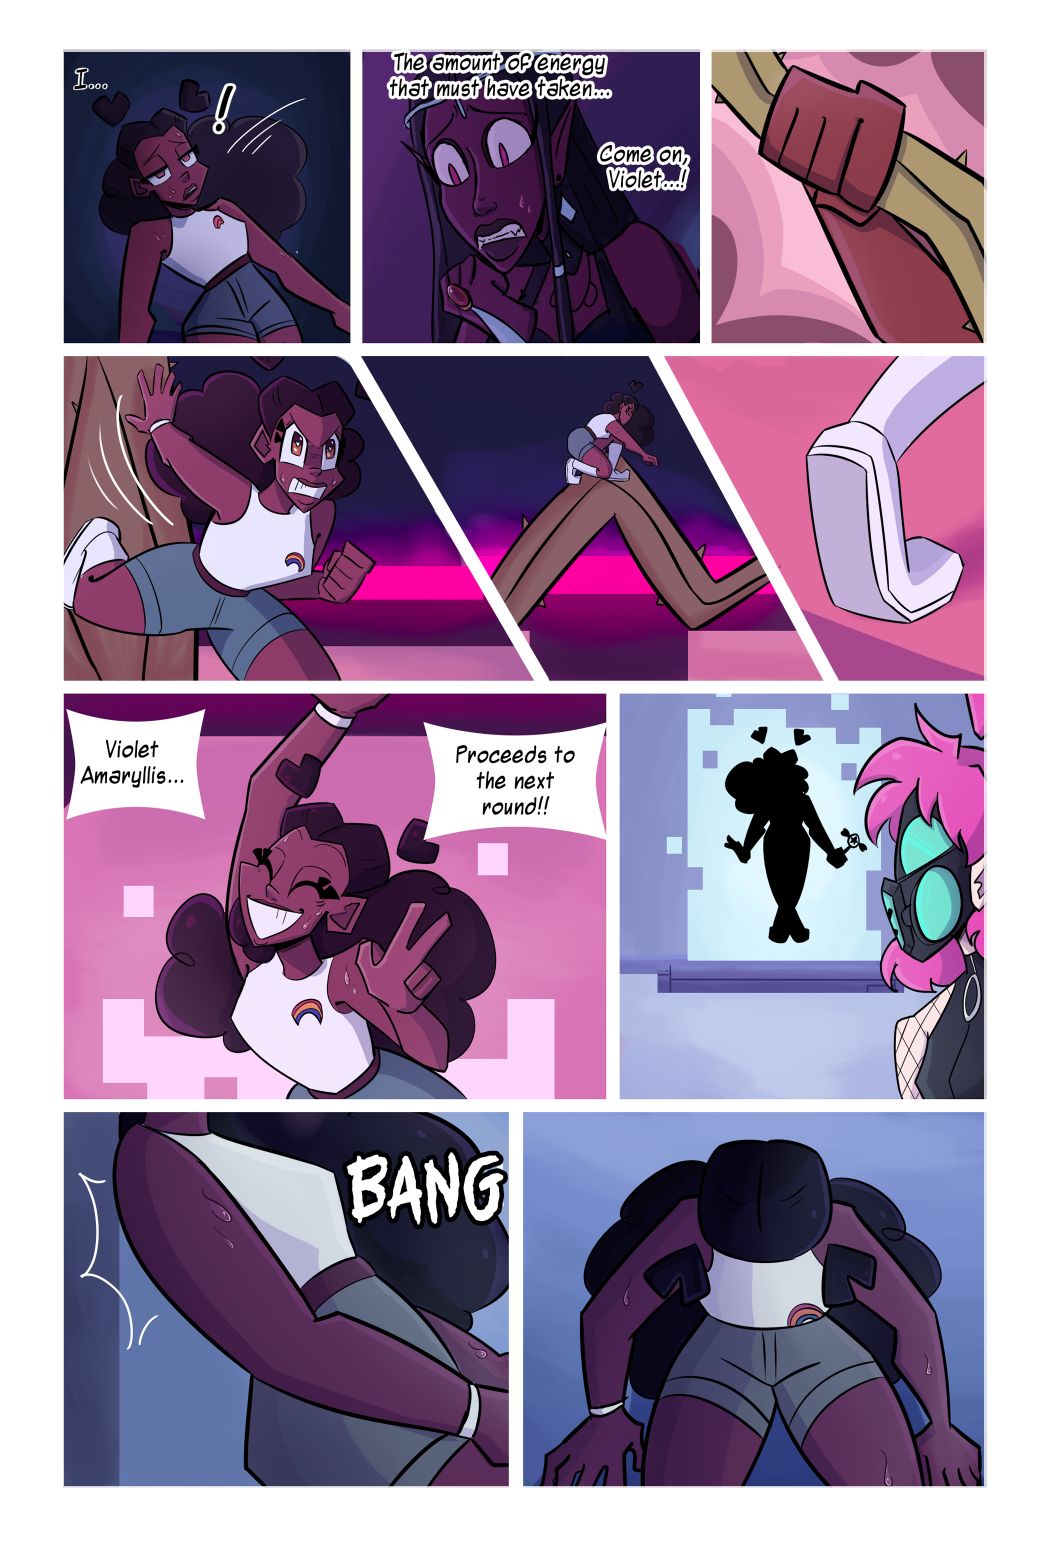 I...
!
The amount of energy
that must have taken...
Come on,
Violet...!
Violet
Amaryllis...
Proceeds to
the next
round!!
BANG